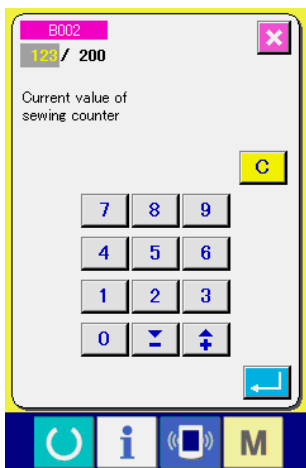 B002
123/ 200
Current value of
sewing counter
C
7 8 9
4 5 6
1 2 3
0
i M